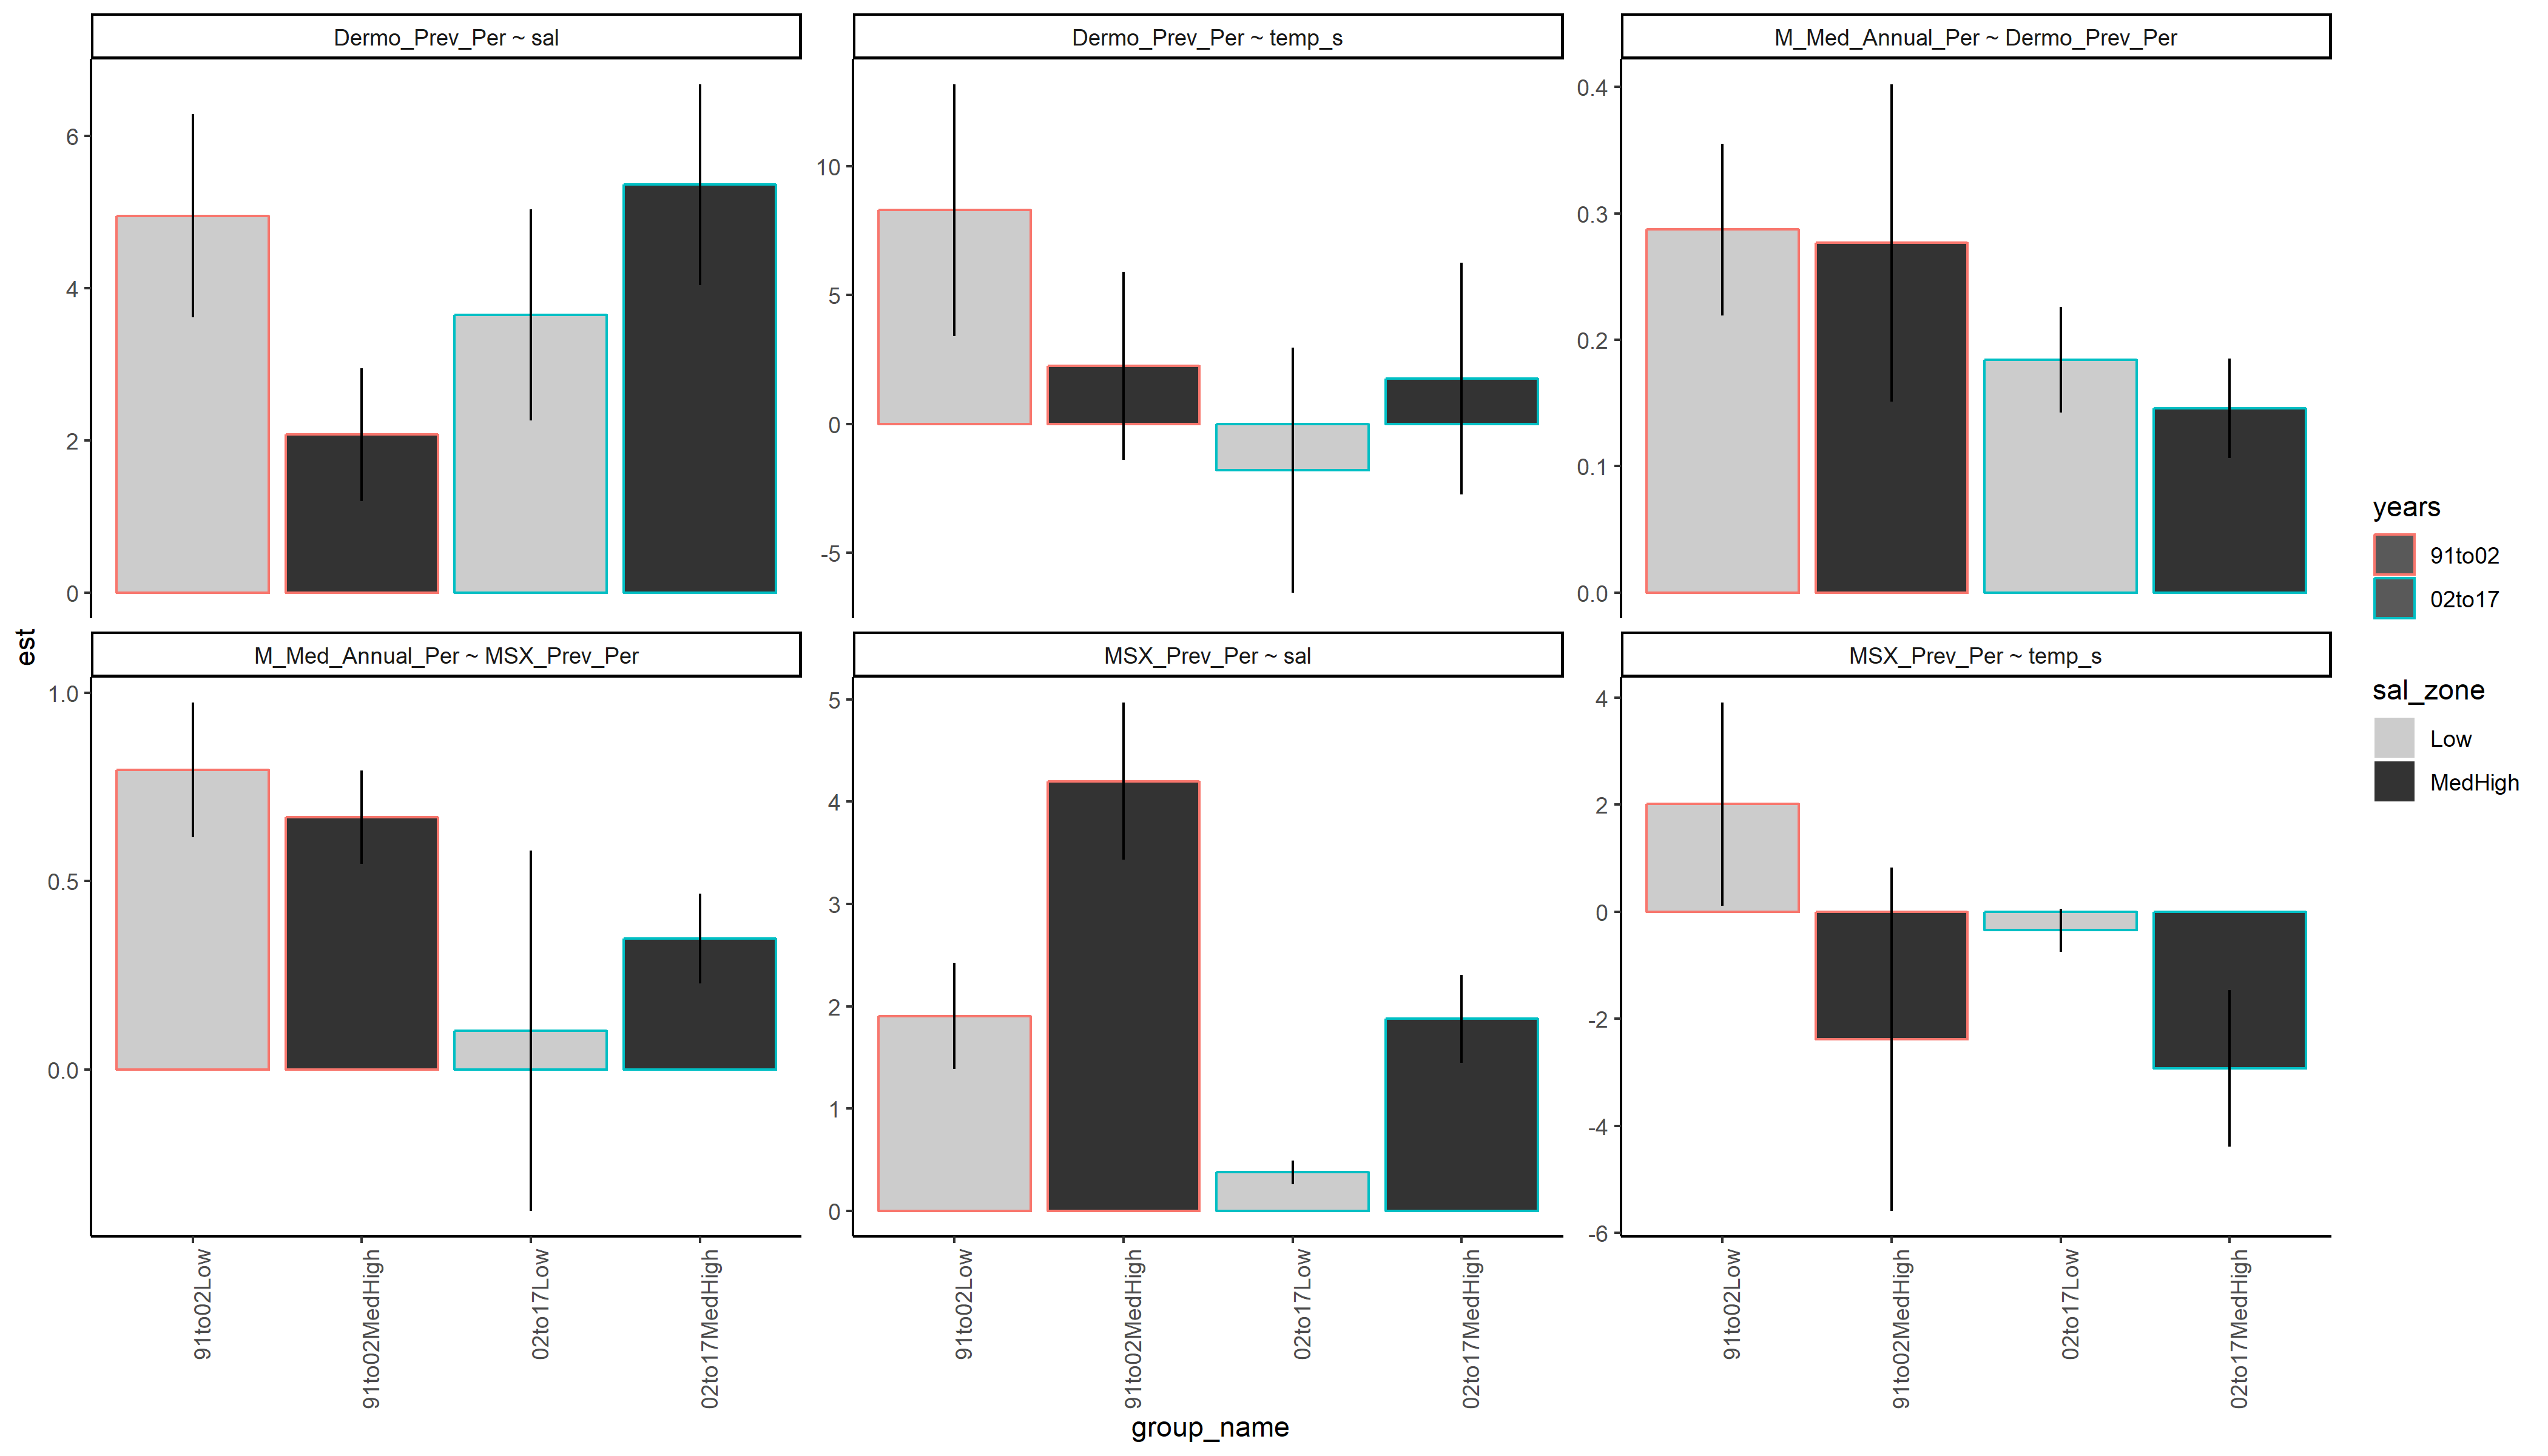 Dermo_Prev_Per ~ sal
Dermo_Prev_Per ~ temp_s
M_Med_Annual_Per ~ Dermo_Prev_Per
6
4
2
0
10
5
0
-5
0.4
0.3
0.2
0.1
0.0
est
M_Med_Annual_Per ~ MSX_Prev_Per
MSX_Prev_Per ~ sal
MSX_Prev_Per ~ temp_s
1.0
0.5
0.0
5
4
3
2
1
0
4
2
0
-2
-4
-6
91to02Low
91to02MedHigh
02to17Low
02to17MedHigh
91to02Low
91to02MedHigh
02to17Low
02to17MedHigh
91to02Low
91to02MedHigh
02to17Low
02to17MedHigh
group_name
years
91to02
02to17
sal_zone
Low
MedHigh